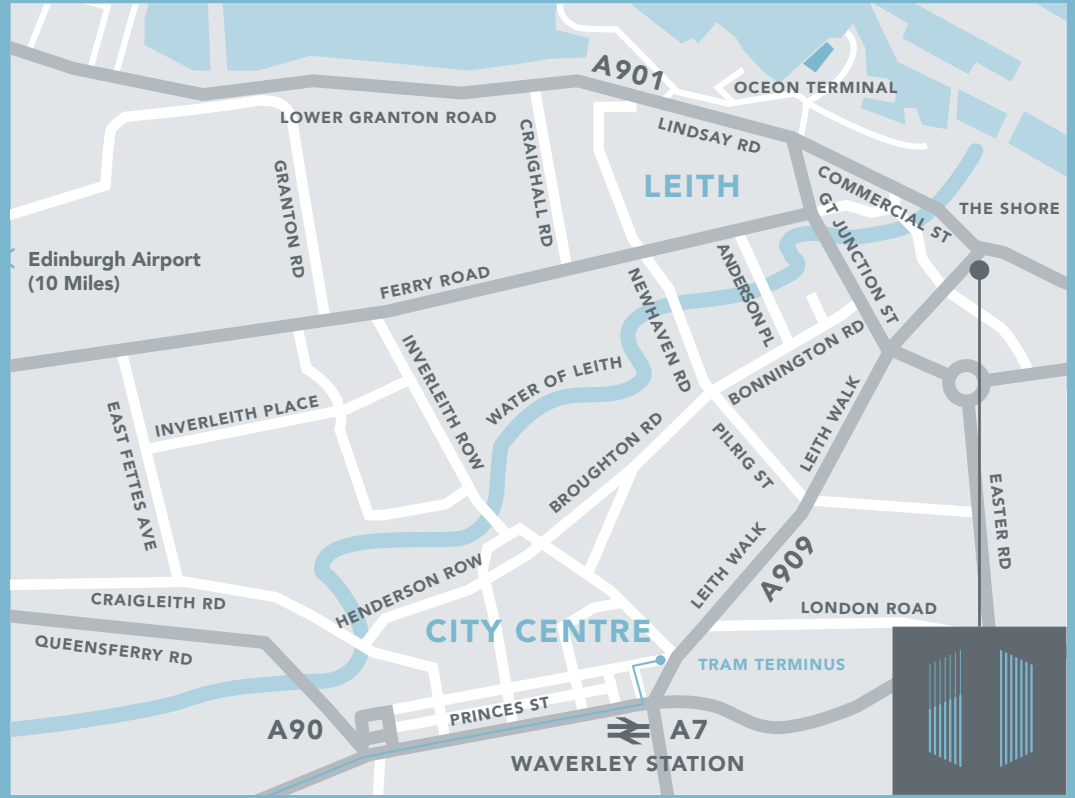 A901
OCEON TERMINAL
LOWER GRANTON ROAD
CRAIGHALL RD
LINDSAY RD
LEITH
GRANTON RD
COMMERCIAL ST
THE SHORE
GT JUNCTION ST
Edinburgh Airport
(10 Miles)
FERRY ROAD
ANDERSON PL
NEWHAVEN RD
INVERLEITH ROW
WATER OF LEITH
BONNINGTON RD
EAST FETTES AVE
INVERLEITH PLACE
LEITH WALK
BROUGHTON RD
PILRIG ST
EASTER RD
LEITH WALK
A909
HENDERSON ROW
CRAIGLEITH RD
LONDON ROAD
CITY CENTRE
QUEENSFERRY RD
TRAM TERMINUS
PRINCES ST
A90
A7
WAVERLEY STATION